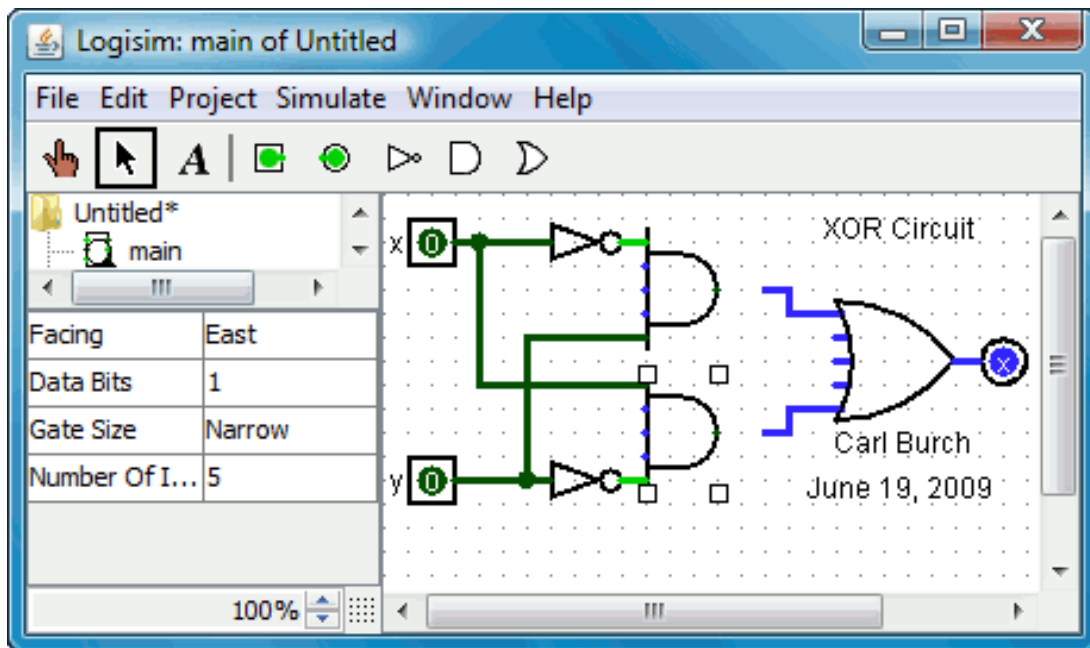 Logisim: main of Untitled
File Edit Project Simulate Window Help
A
Untitled*
main
Facing East
Data Bits 1
Gate Size Narrow
Number Of I... 5
100%
XOR Circuit
x 0
x
y 0
Carl Burch
June 19, 2009